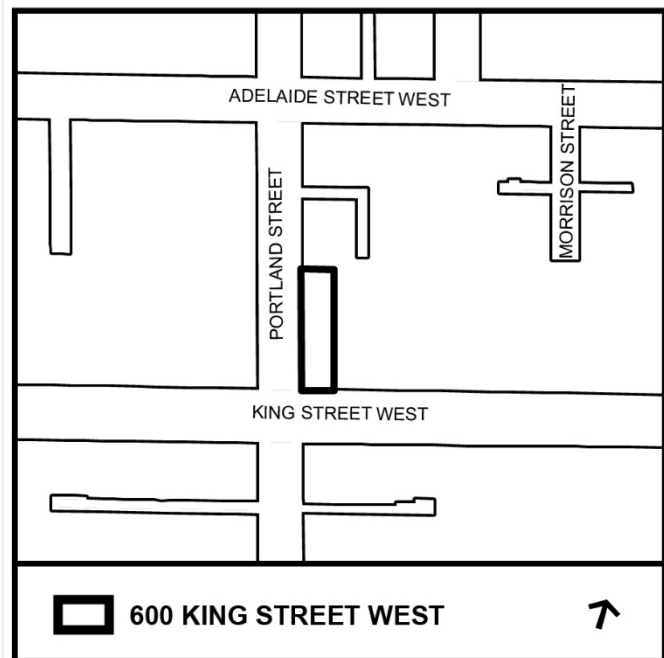 ADELAIDE STREET WEST
MORRISON STREET
PORTLAND STREET
KING STREET WEST
600 KING STREET WEST